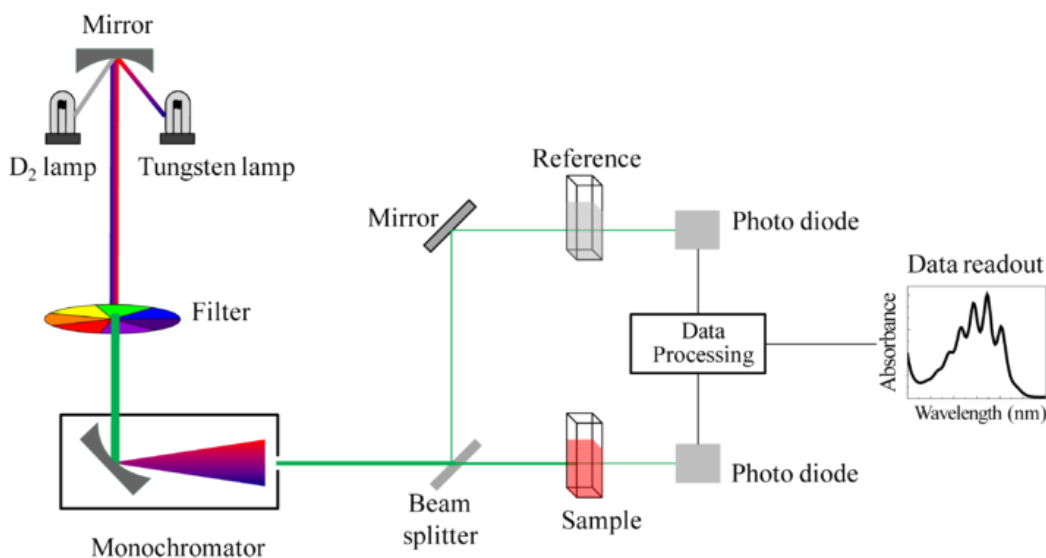 Mirror
D₂ lamp
Tungsten lamp
Filter
Monochromator
Beam
splitter
Mirror
Reference
Sample
Photo diode
Photo diode
Data
Processing
Data readout
Absorbance
Wavelength (nm)